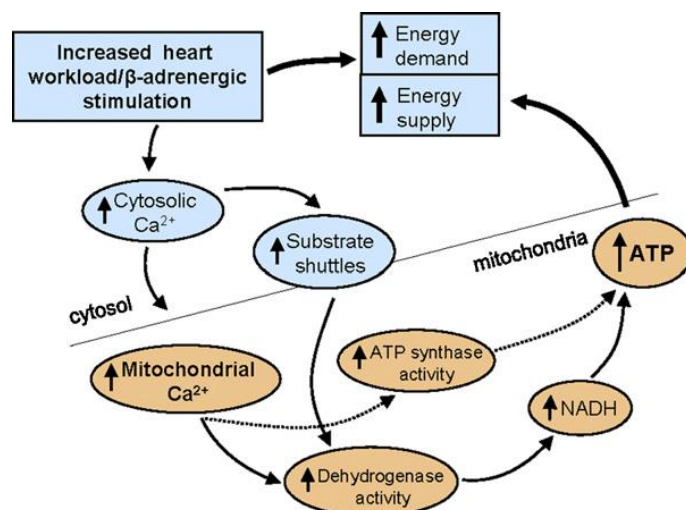 Increased heart
workload/β-adrenergic
stimulation
Energy
demand
Energy
supply
Cytosolic
Ca²⁺
Substrate
shuttles
mitochondria
ATP
cytosol
Mitochondrial
Ca²⁺
ATP synthase
activity
NADH
Dehydrogenase
activity